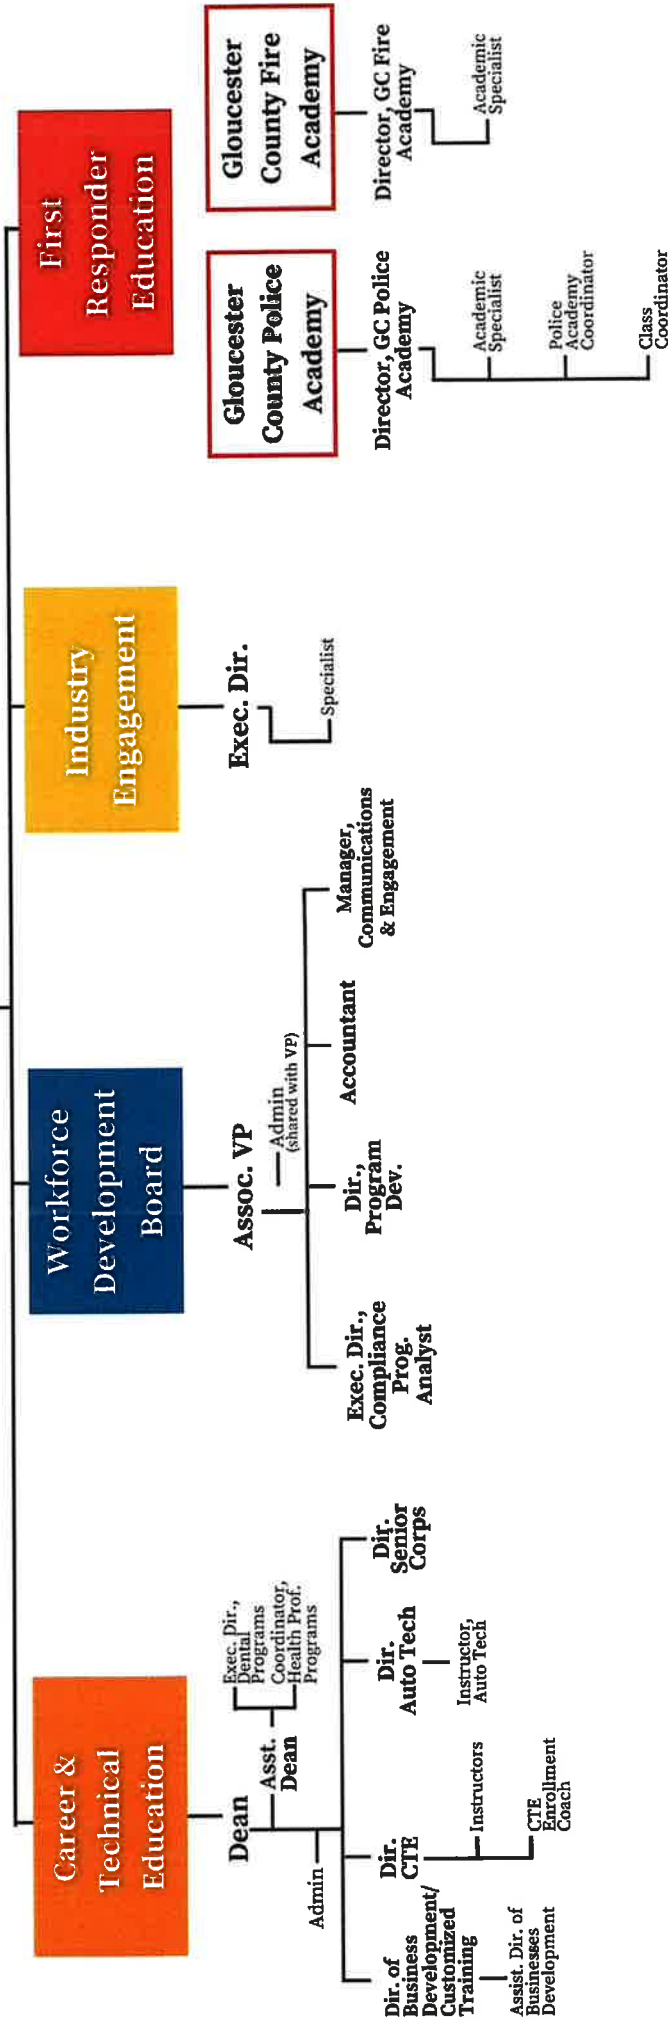 Career &
Technical
Education
Dean
Asst.
Dean
Exec. Dir.,
Dental
Programs
Coordinator,
Health Prof.
Programs
Admin
Dir. of
Business
Development/
Customized
Training
Assist. Dir. of
Businesses
Development
Dir.
CTE
Instructors
CTE
Enrollment
Coach
Dir.
Auto Tech
Instructor,
Auto Tech
Dir.
Senior
Corps
Workforce
Development
Board
Assoc. VP
Admin
(shared with VP)
Exec. Dir.,
Compliance
Prog.
Analyst
Dir.,
Program
Dev.
Accountant
Manager,
Communications
& Engagement
Industry
Engagement
Exec. Dir.
Specialist
First
Responder
Education
Gloucester
County Police
Academy
Director, GC Police
Academy
Academic
Specialist
Police
Academy
Coordinator
Class
Coordinator
Gloucester
County Fire
Academy
Director, GC Fire
Academy
Academic
Specialist